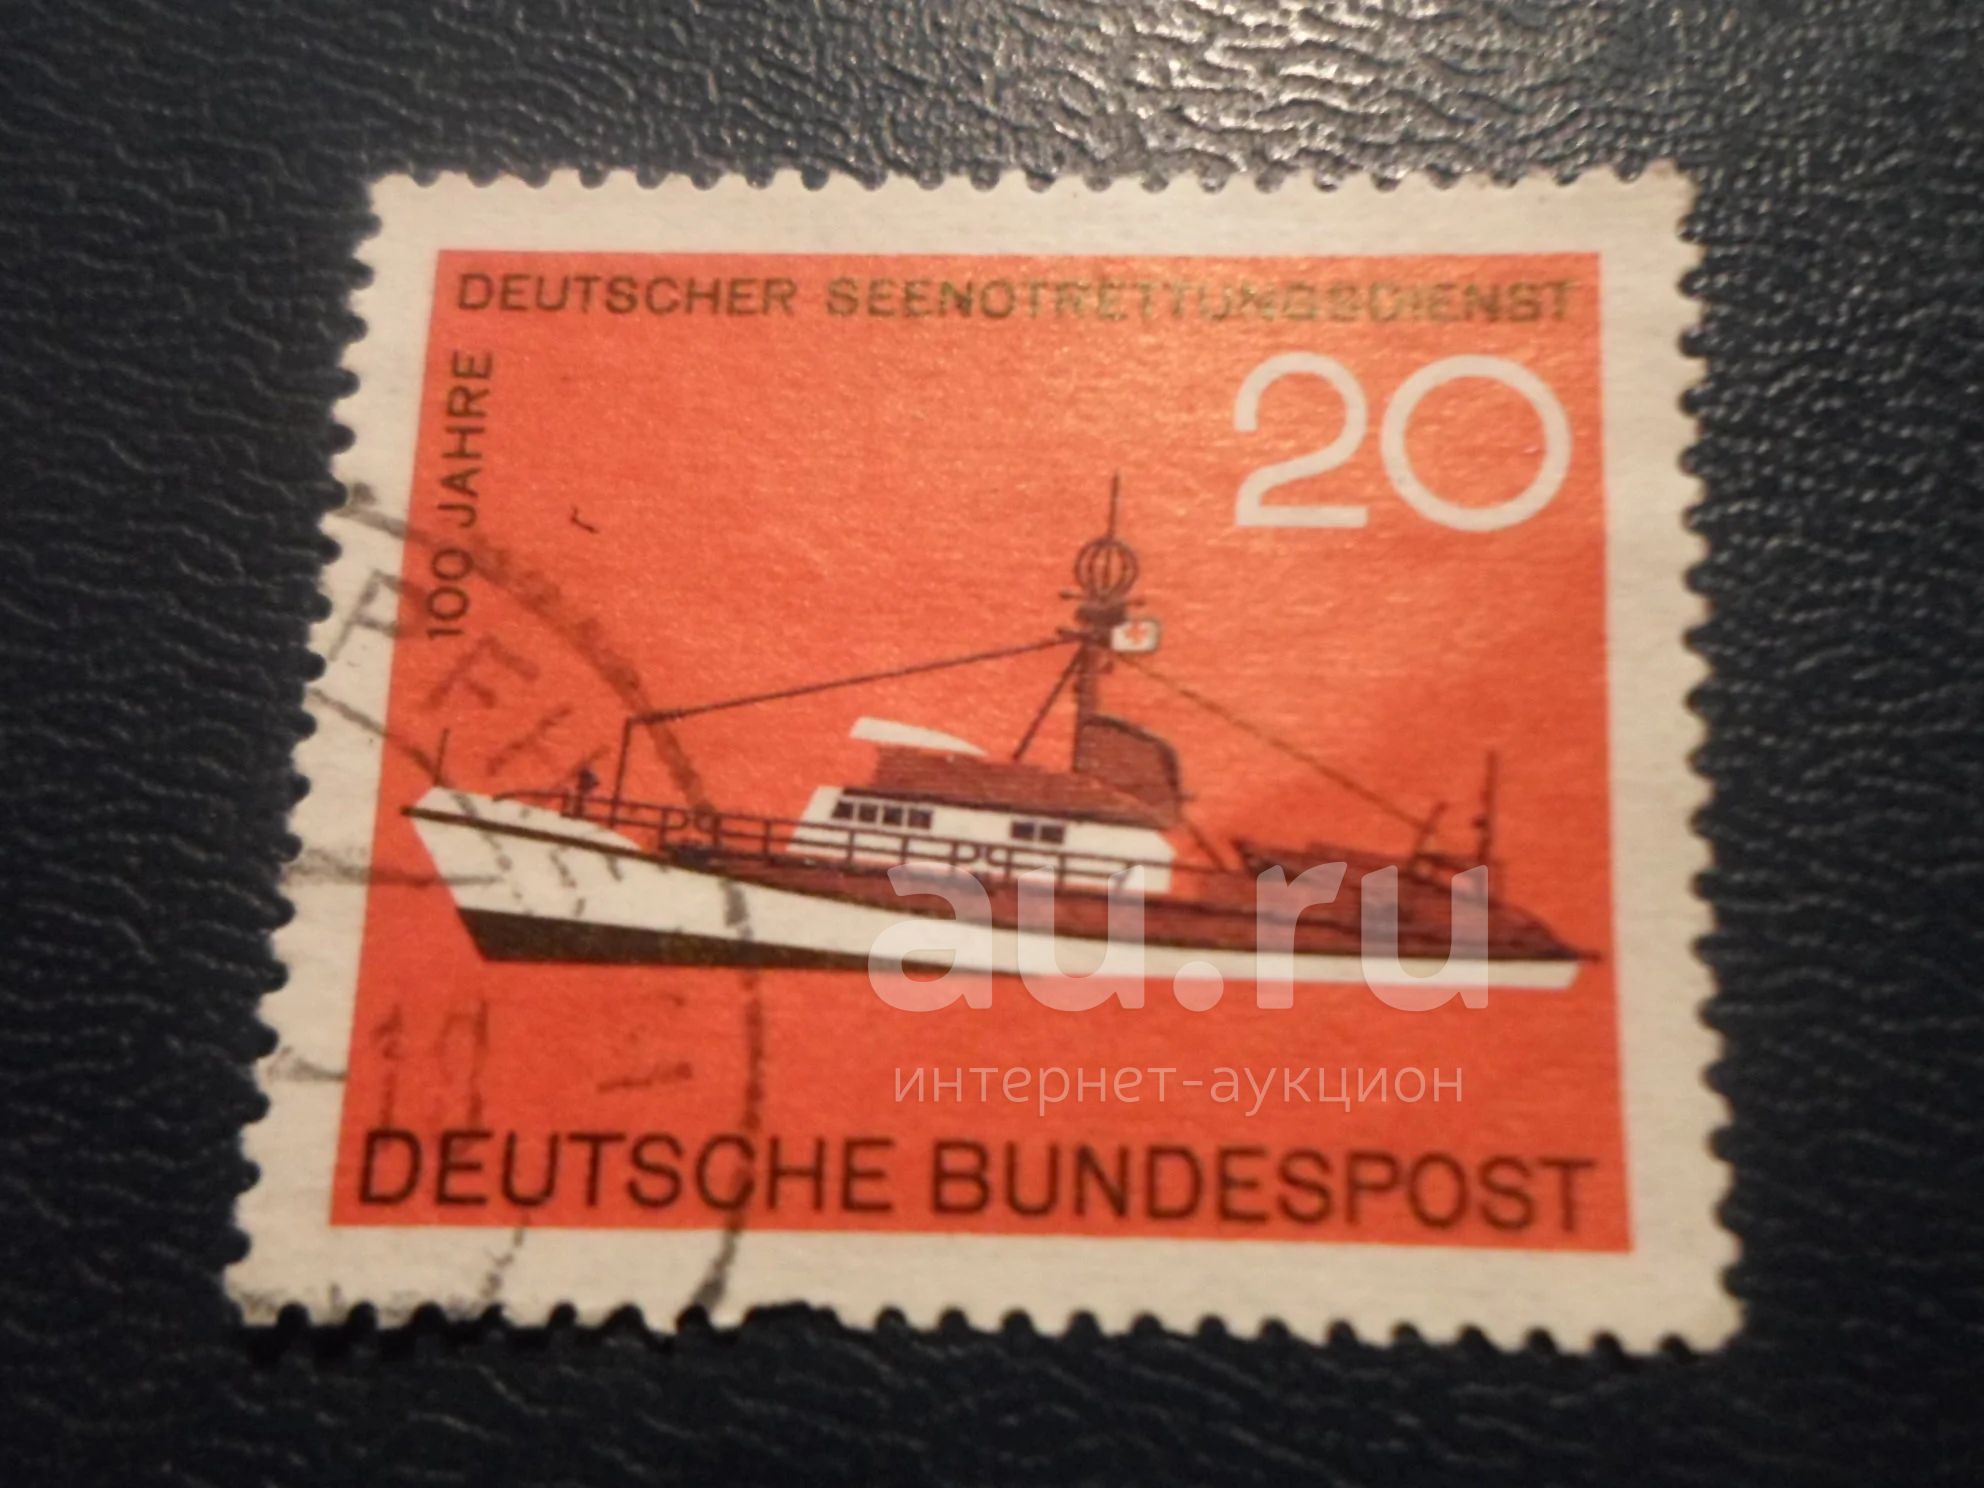 DEUTSCHER SEENOTRETTUNGSDIENST
100 JAHRE
20
au.ru
интернет-аукцион
DEUTSCHE BUNDESPOST